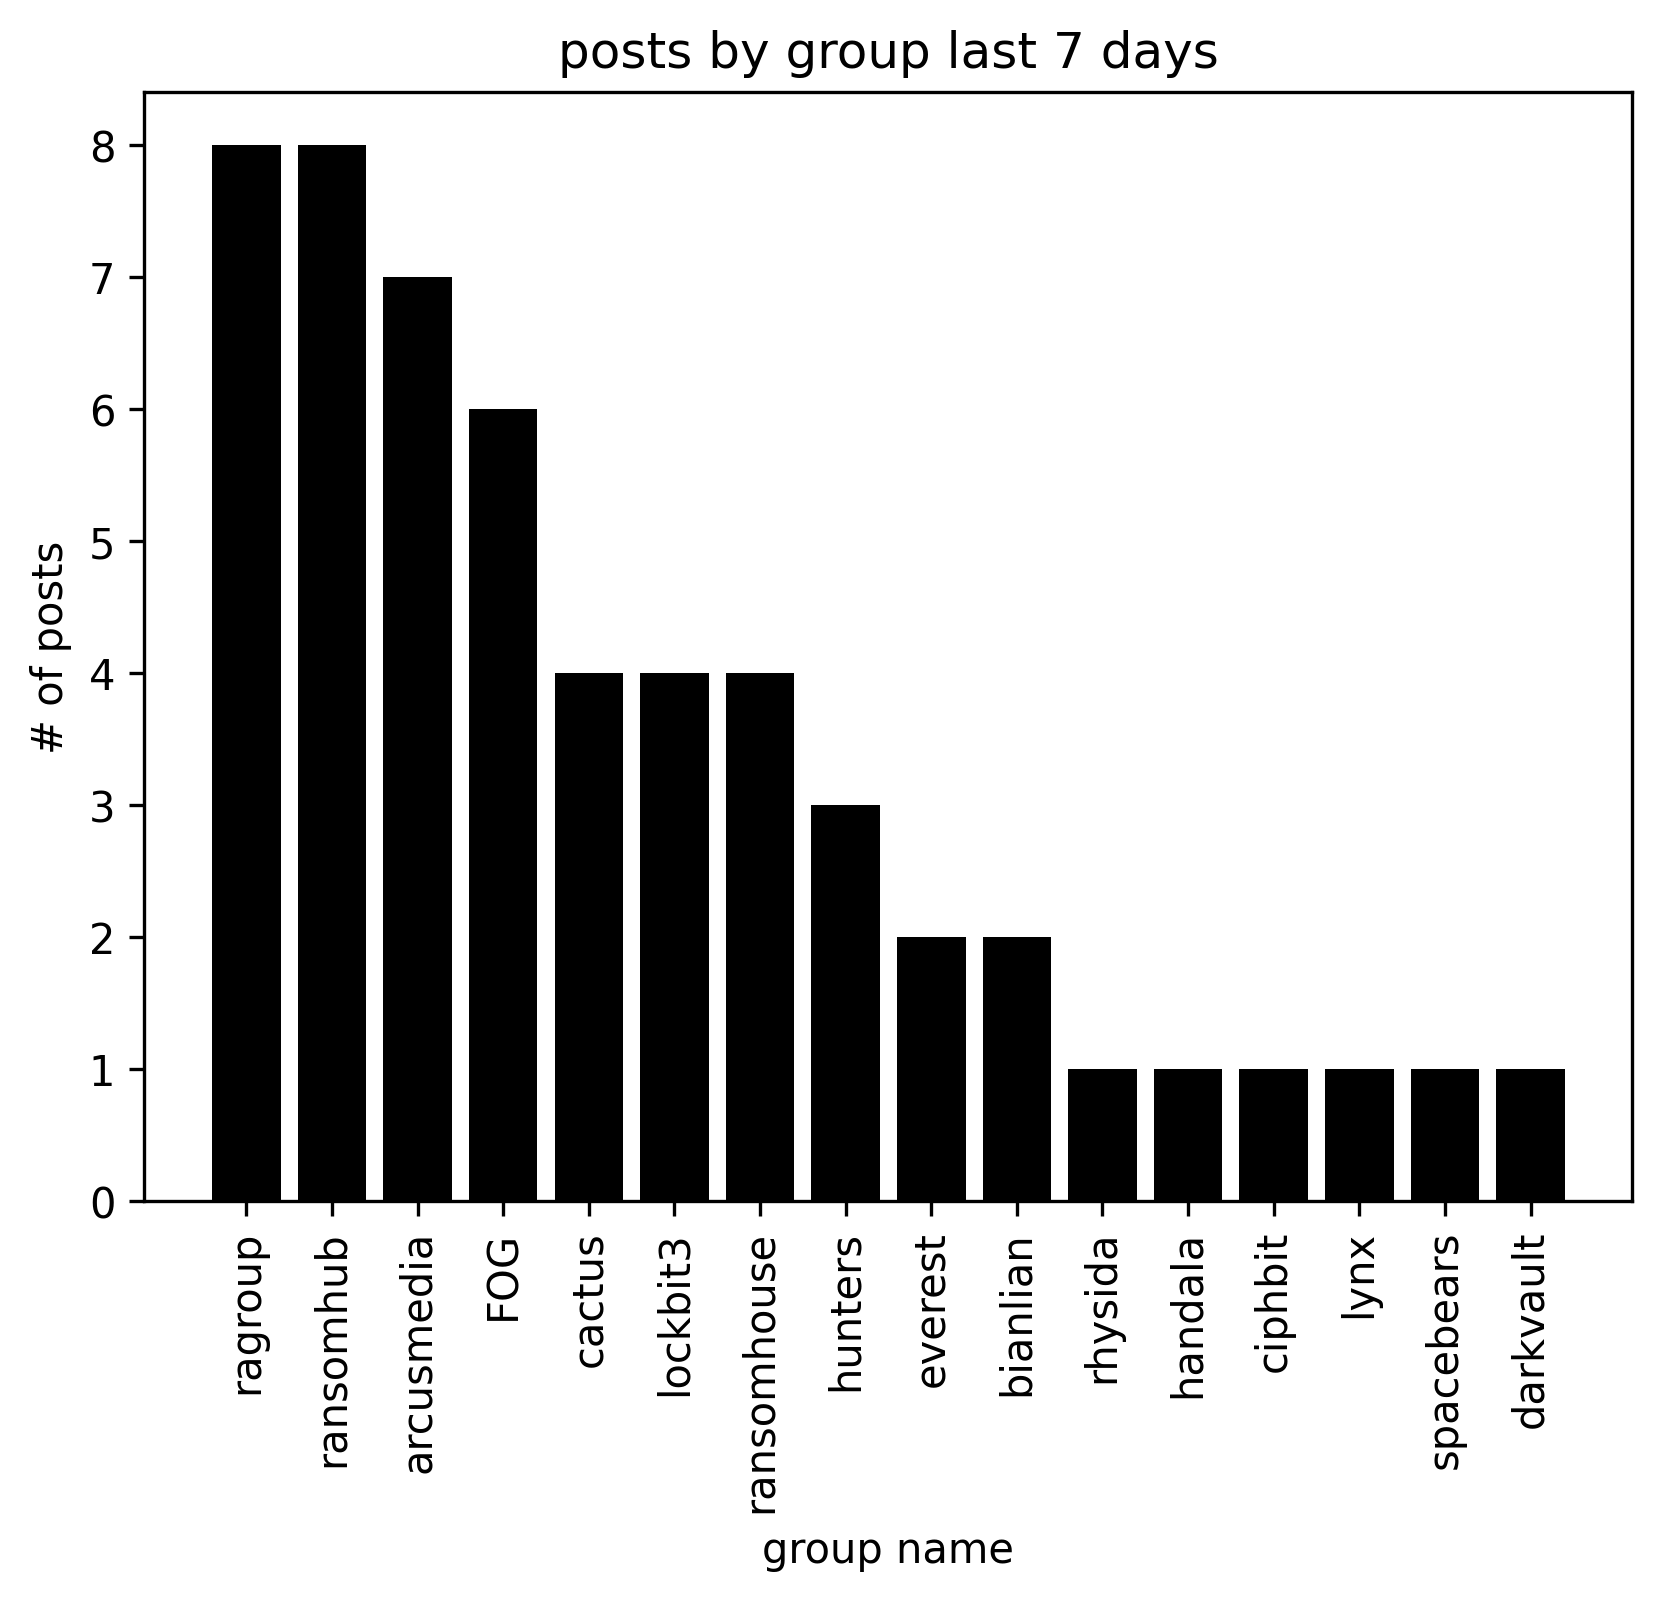 posts by group last 7 days
# of posts
8
7
6
5
4
3
2
1
0
ragroup
ransomhub
arcusmedia
FOG
cactus
lockbit3
ransomhouse
hunters
everest
bianlian
rhysida
handala
ciphbit
lynx
spacebears
darkvault
group name